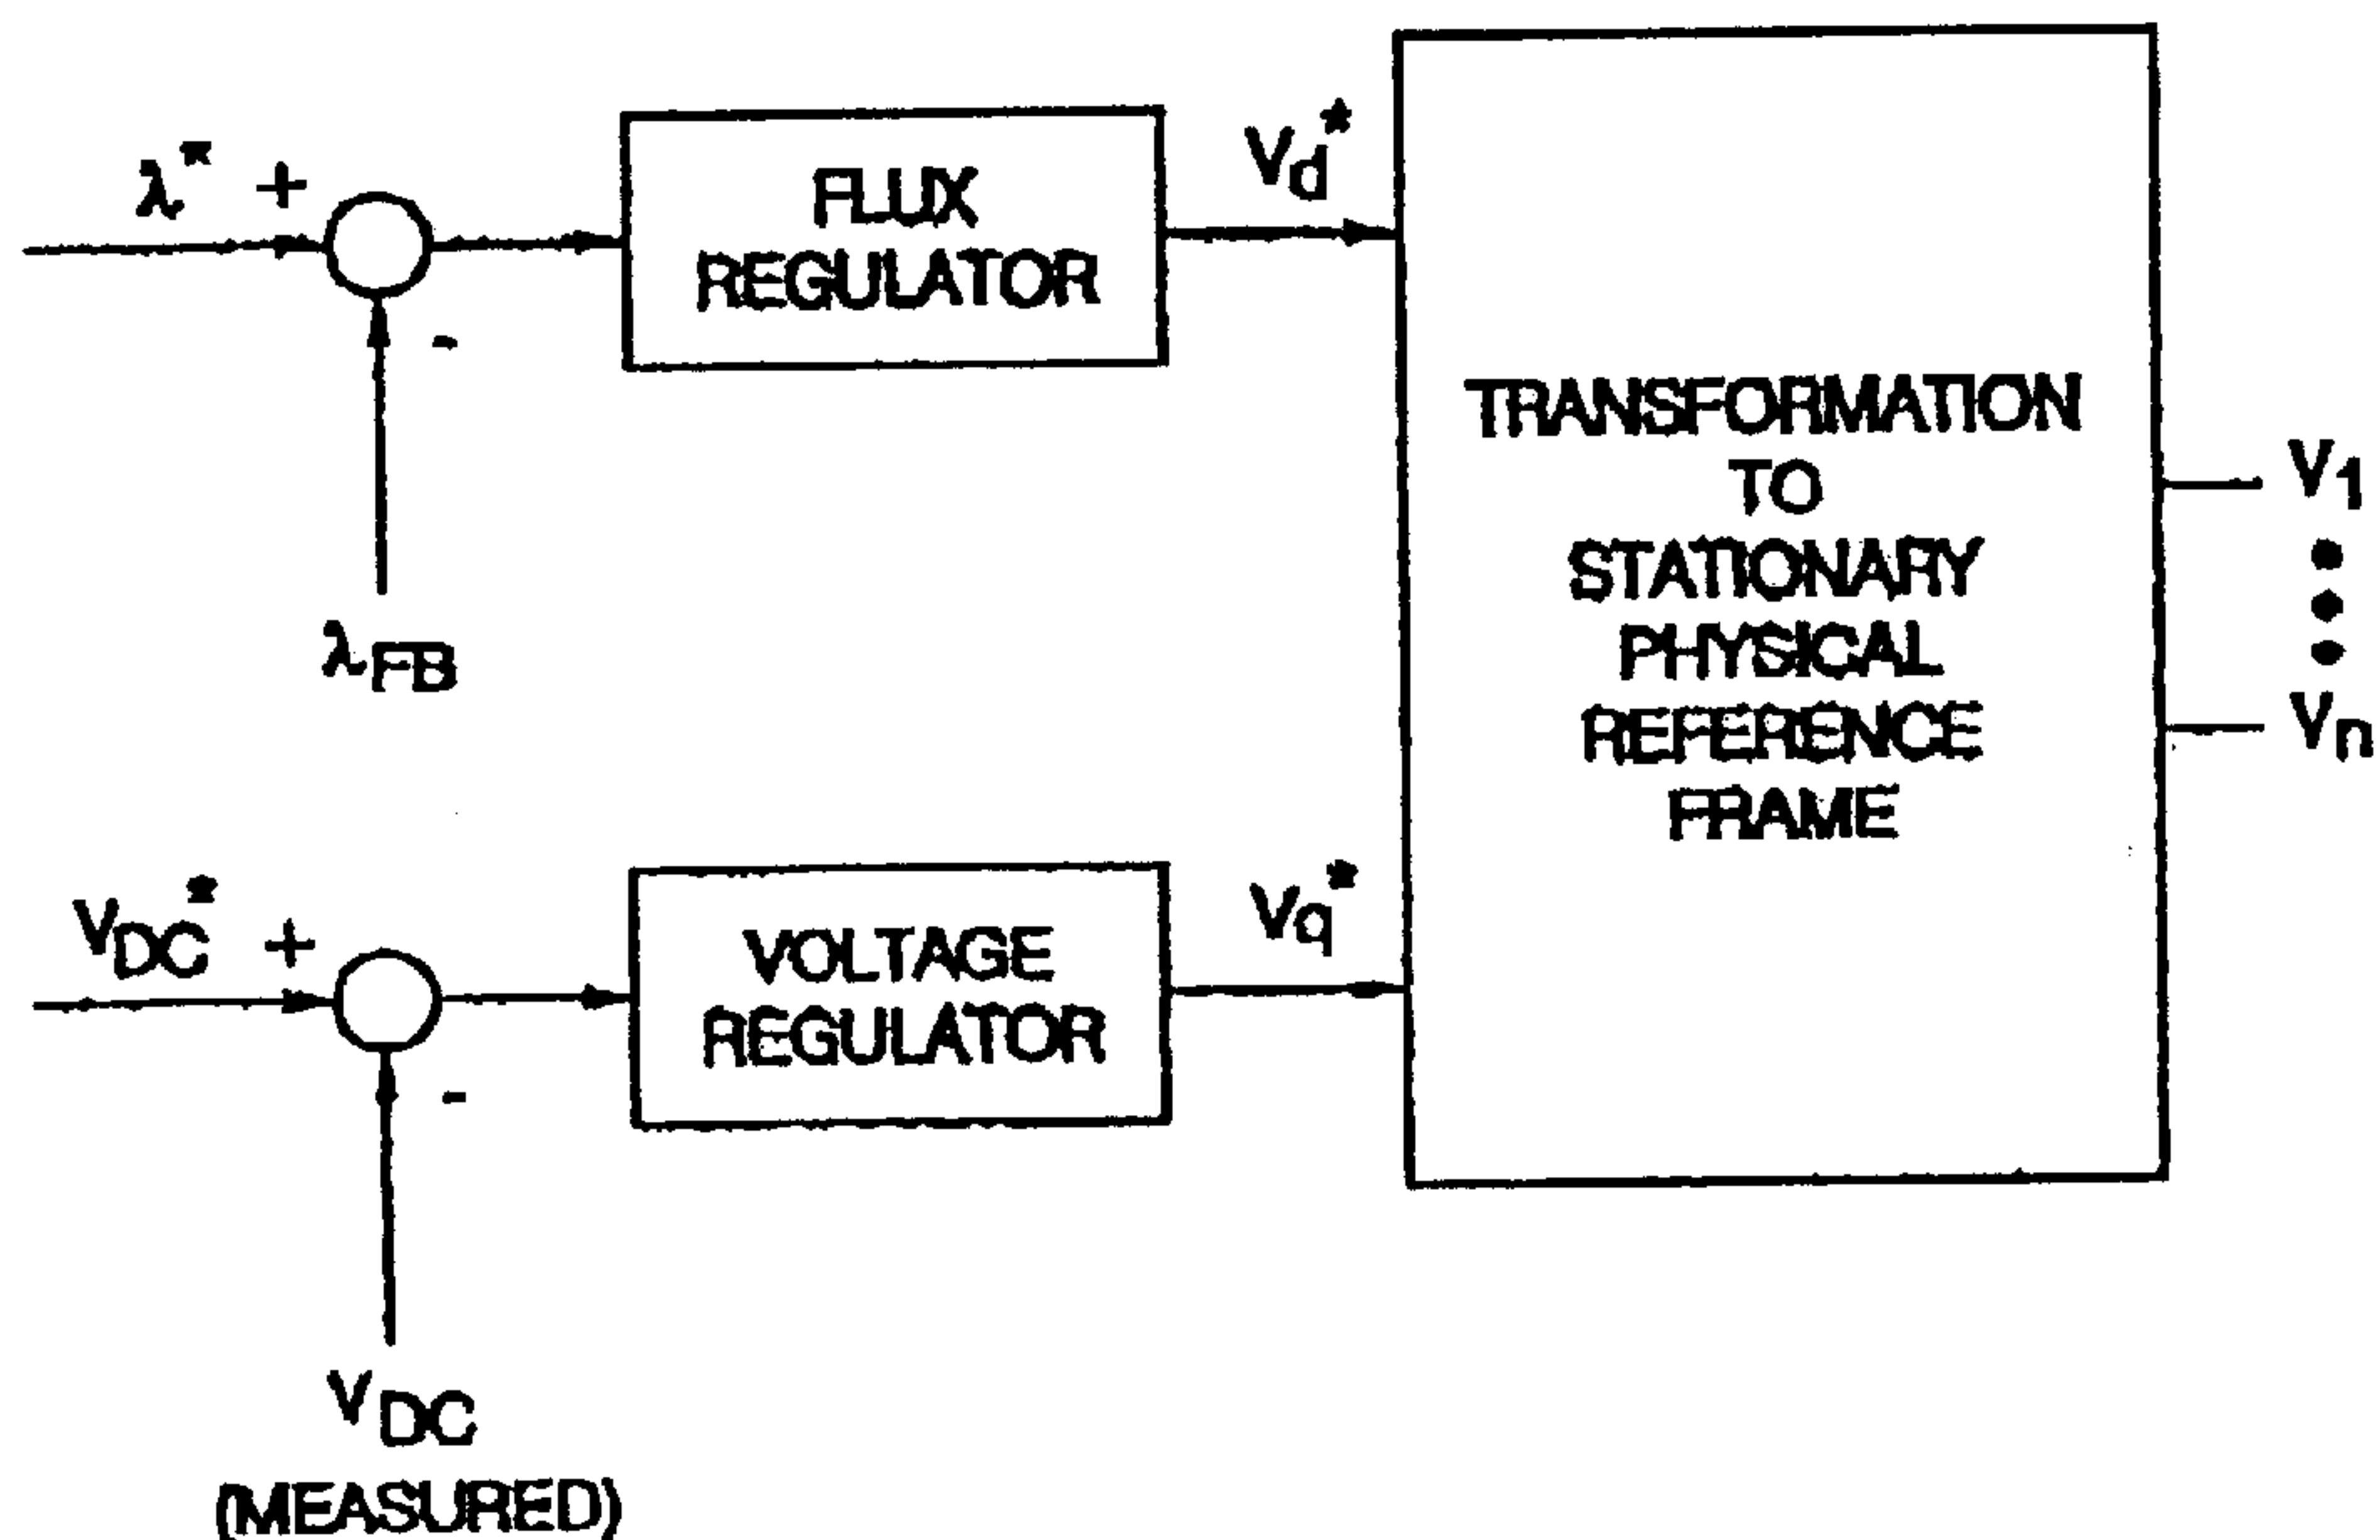 λ* +
-
λFB
FLUX
REGULATOR
Vd*
VDC* +
-
VDC
(MEASURED)
VOLTAGE
REGULATOR
Vq*
TRANSFORMATION
TO
STATIONARY
PHYSICAL
REFERENCE
FRAME
V1
Vn